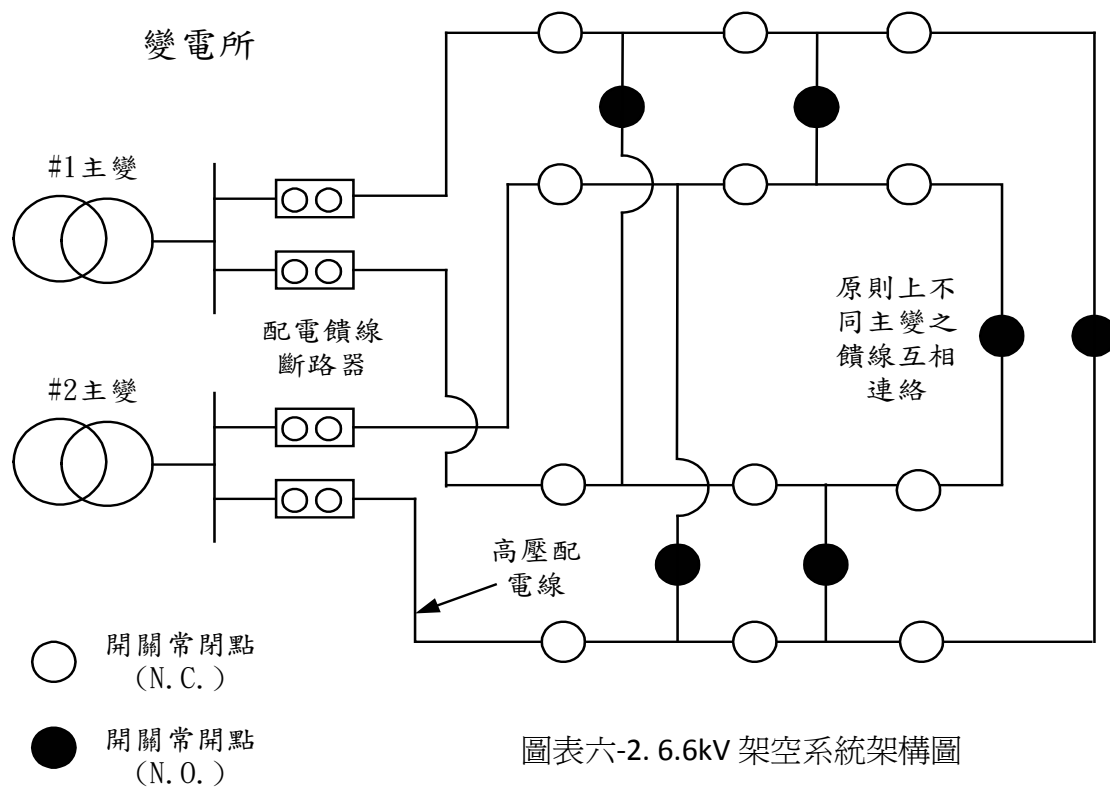 變電所
#1主變
配電饋線
斷路器
#2主變
原則上不
同主變之
饋線互相
連絡
高壓配
電線
開關常閉點
(N.C.)
開關常開點
(N.O.)
圖表六-2. 6.6kV 架空系統架構圖